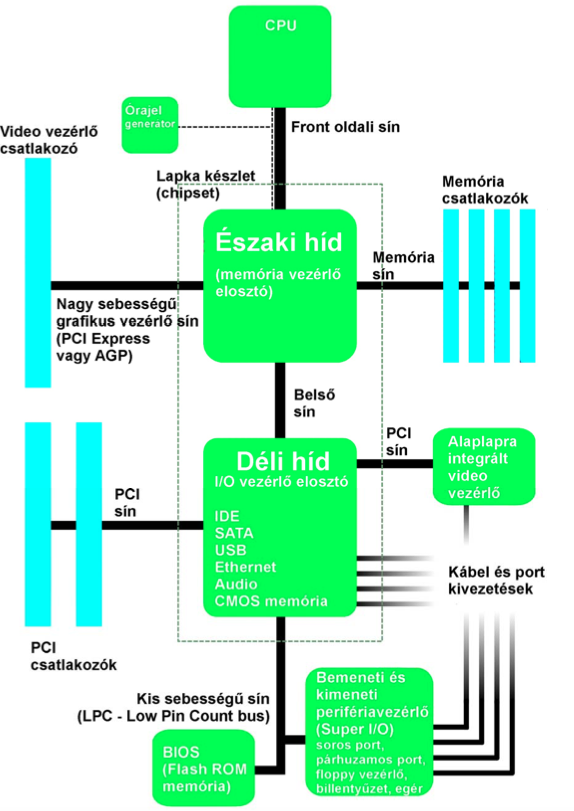 CPU
Órajel
generator
Front oldali sín
Video vezérlő
csatlakozó
Lapka készlet
(chipset)
Memória
csatlakozók
Északi híd
(memória vezérlő
elosztó)
Memória
sín
Nagy sebességű
grafikus vezérlő sín
(PCI Express
vagy AGP)
Belső
sín
PCI
sín
Alaplapra
integrált
video
vezérlő
Déli híd
I/O vezérlő elosztó
IDE
SATA
USB
Ethernet
Audio
CMOS memória
PCI
sín
Kábel és port
kivezetések
PCI
csatlakozók
Kis sebességű sín
(LPC - Low Pin Count bus)
Bemeneti és
kimeneti
perifériavezérlő
(Super I/O)
soros port,
párhuzamos port,
floppy vezérlő,
billentyűzet, egér
BIOS
(Flash ROM
memória)